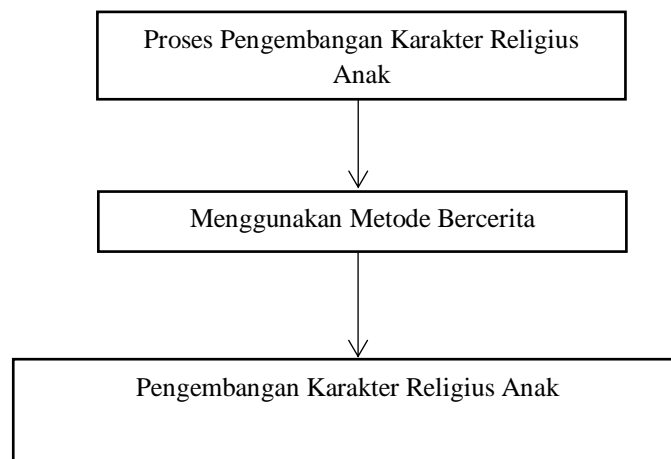 Proses Pengembangan Karakter Religius
Anak
Menggunakan Metode Bercerita
Pengembangan Karakter Religius Anak